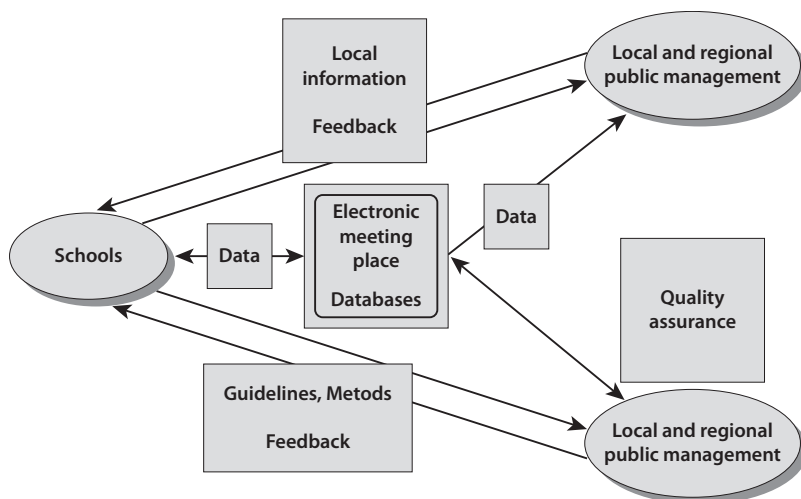 Local
information
Feedback
Local and regional
public management
Schools
Data
Electronic
meeting
place
Databases
Data
Quality
assurance
Guidelines, Metods
Feedback
Local and regional
public management